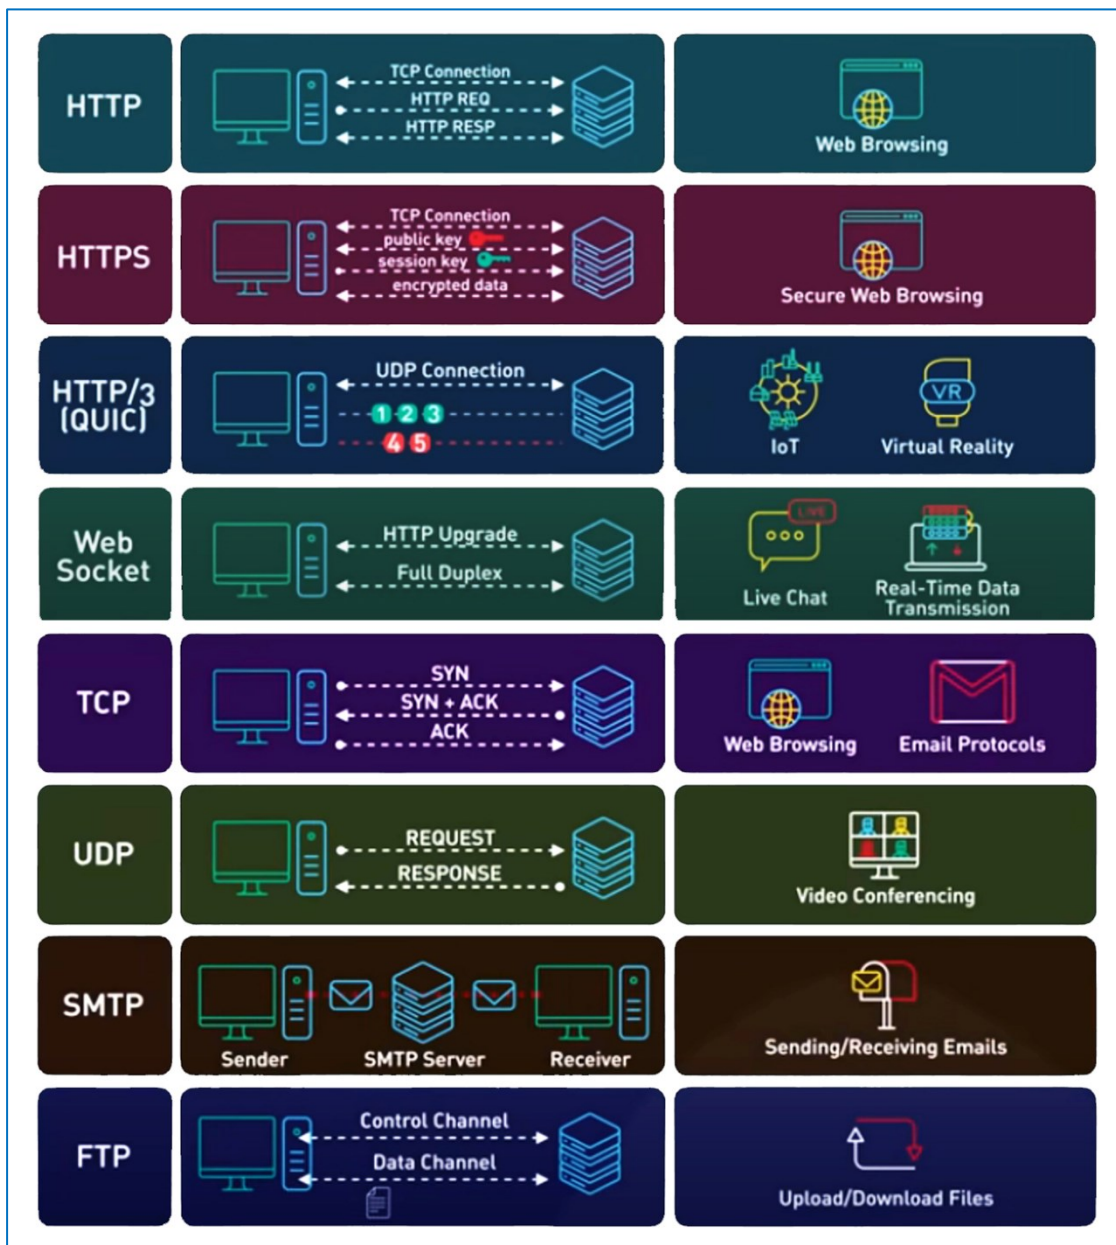 HTTP
TCP Connection
HTTP REQ
HTTP RESP
Web Browsing
HTTPS
TCP Connection
public key
session key
encrypted data
Secure Web Browsing
HTTP/3
(QUIC)
UDP Connection
1 2 3
4 5
IoT
VR
Virtual Reality
Web
Socket
HTTP Upgrade
Full Duplex
LIVE
Live Chat
Real-Time Data
Transmission
TCP
SYN
SYN + ACK
ACK
Web Browsing
Email Protocols
UDP
REQUEST
RESPONSE
Video Conferencing
SMTP
Sender
SMTP Server
Receiver
Sending/Receiving Emails
FTP
Control Channel
Data Channel
Upload/Download Files